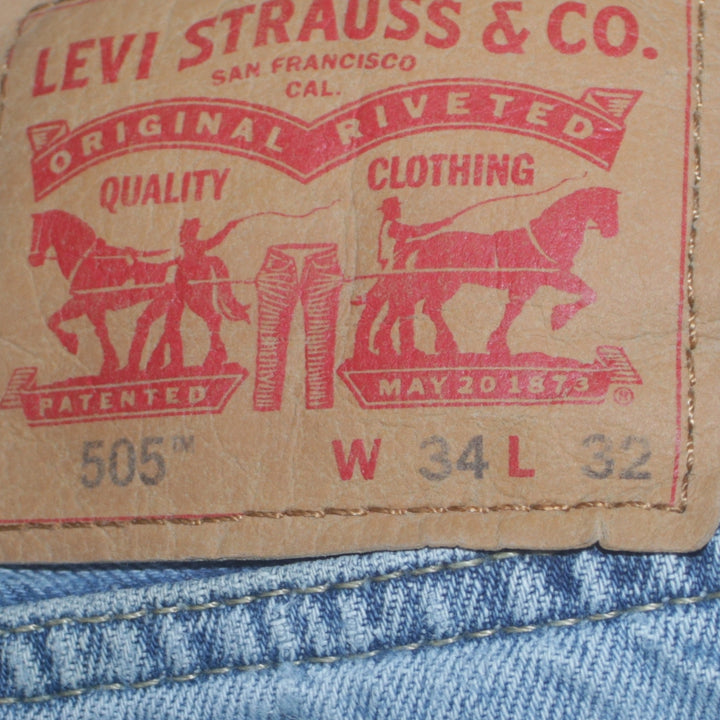 LEVI STRAUSS & CO.
SAN FRANCISCO
CAL.
ORIGINAL RIVETED
QUALITY CLOTHING
PATENTED MAY 20 1873 ®
505™ W 34 L 32